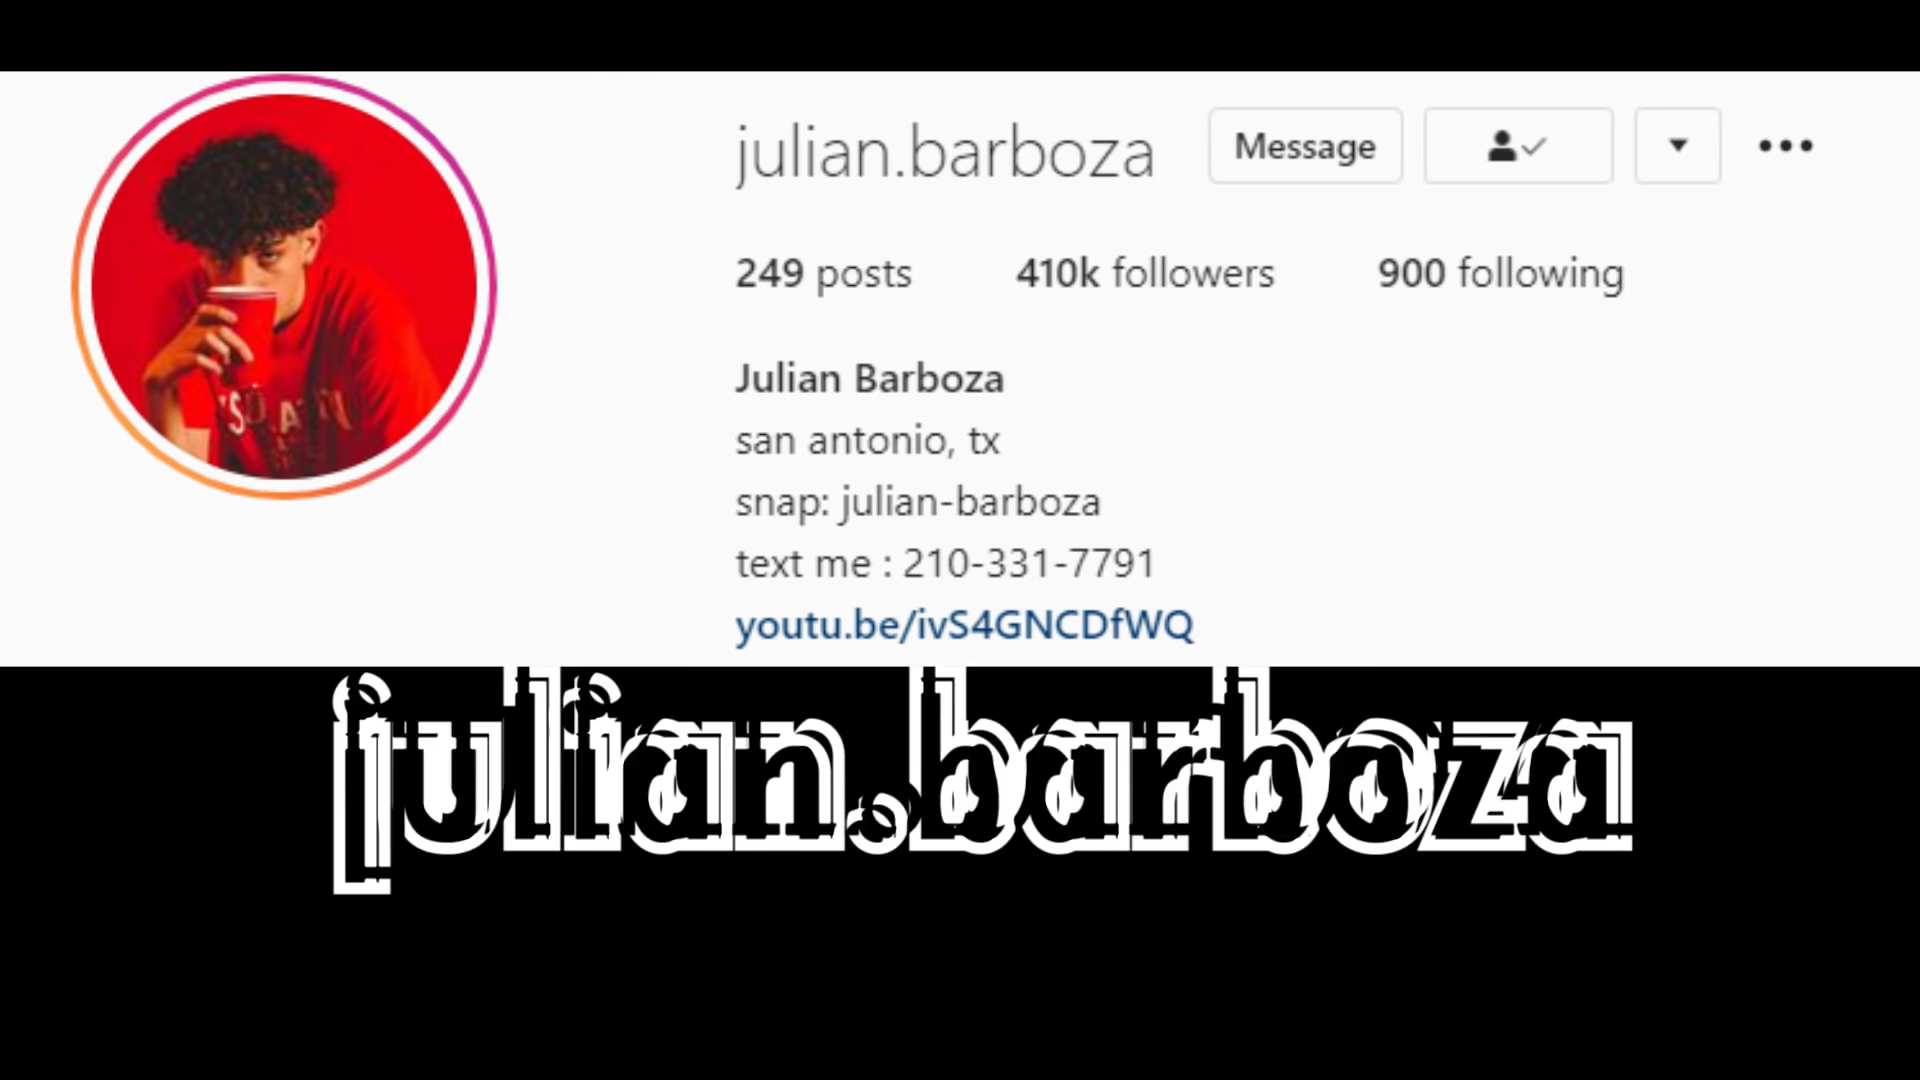 julian.barboza Message
249 posts 410k followers 900 following
Julian Barboza
san antonio, tx
snap: julian-barboza
text me : 210-331-7791
youtu.be/ivS4GNCDfWQ
julian.barboza